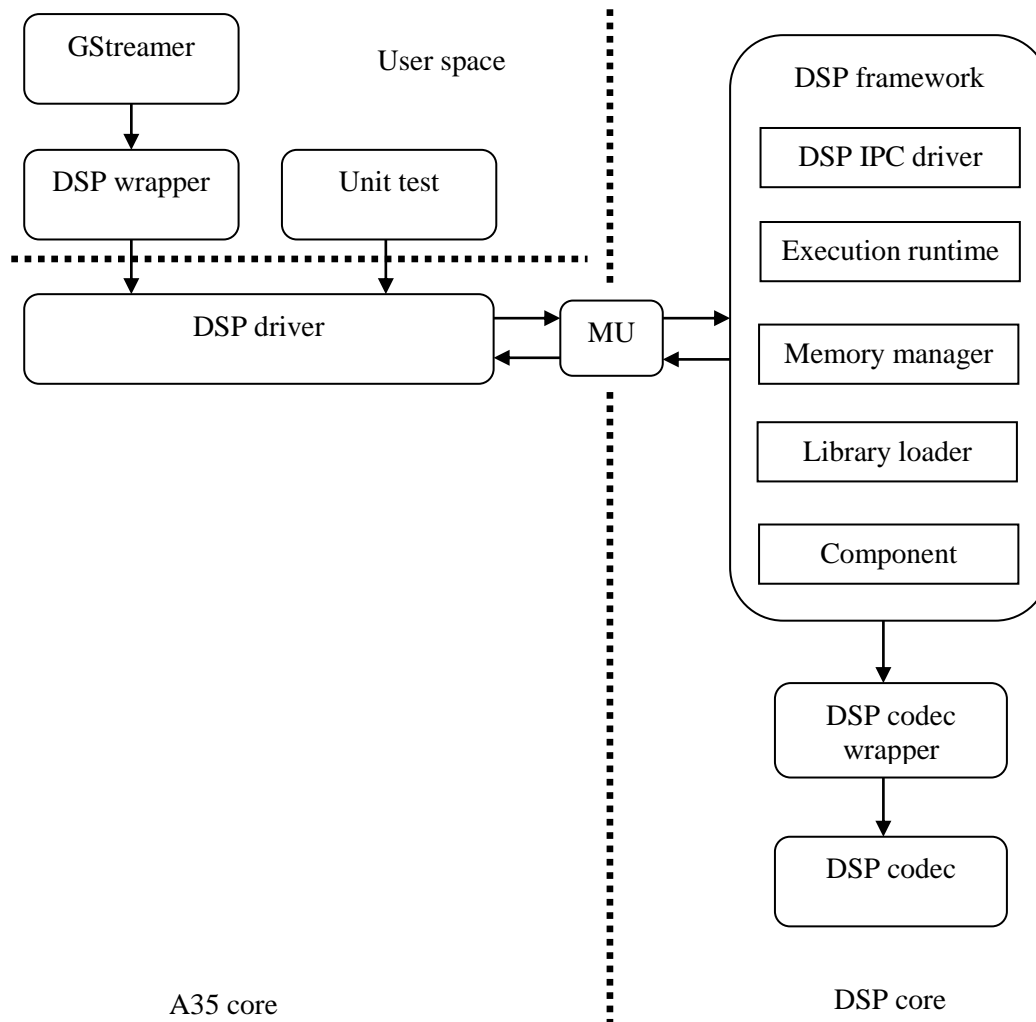 GStreamer
User space
DSP wrapper
Unit test
DSP driver
MU
DSP framework
DSP IPC driver
Execution runtime
Memory manager
Library loader
Component
DSP codec
wrapper
DSP codec
A35 core
DSP core